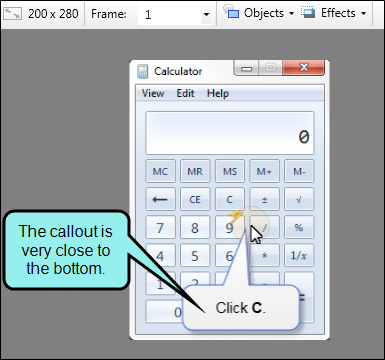 200 x 280 Frame: 1 Objects Effects
Calculator
View Edit Help
0
MC MR MS M+ M-
← CE C ± √
7 8 9 / %
4 5 6 * 1/x
1 2
0 =
The callout is
very close to
the bottom.
Click C.